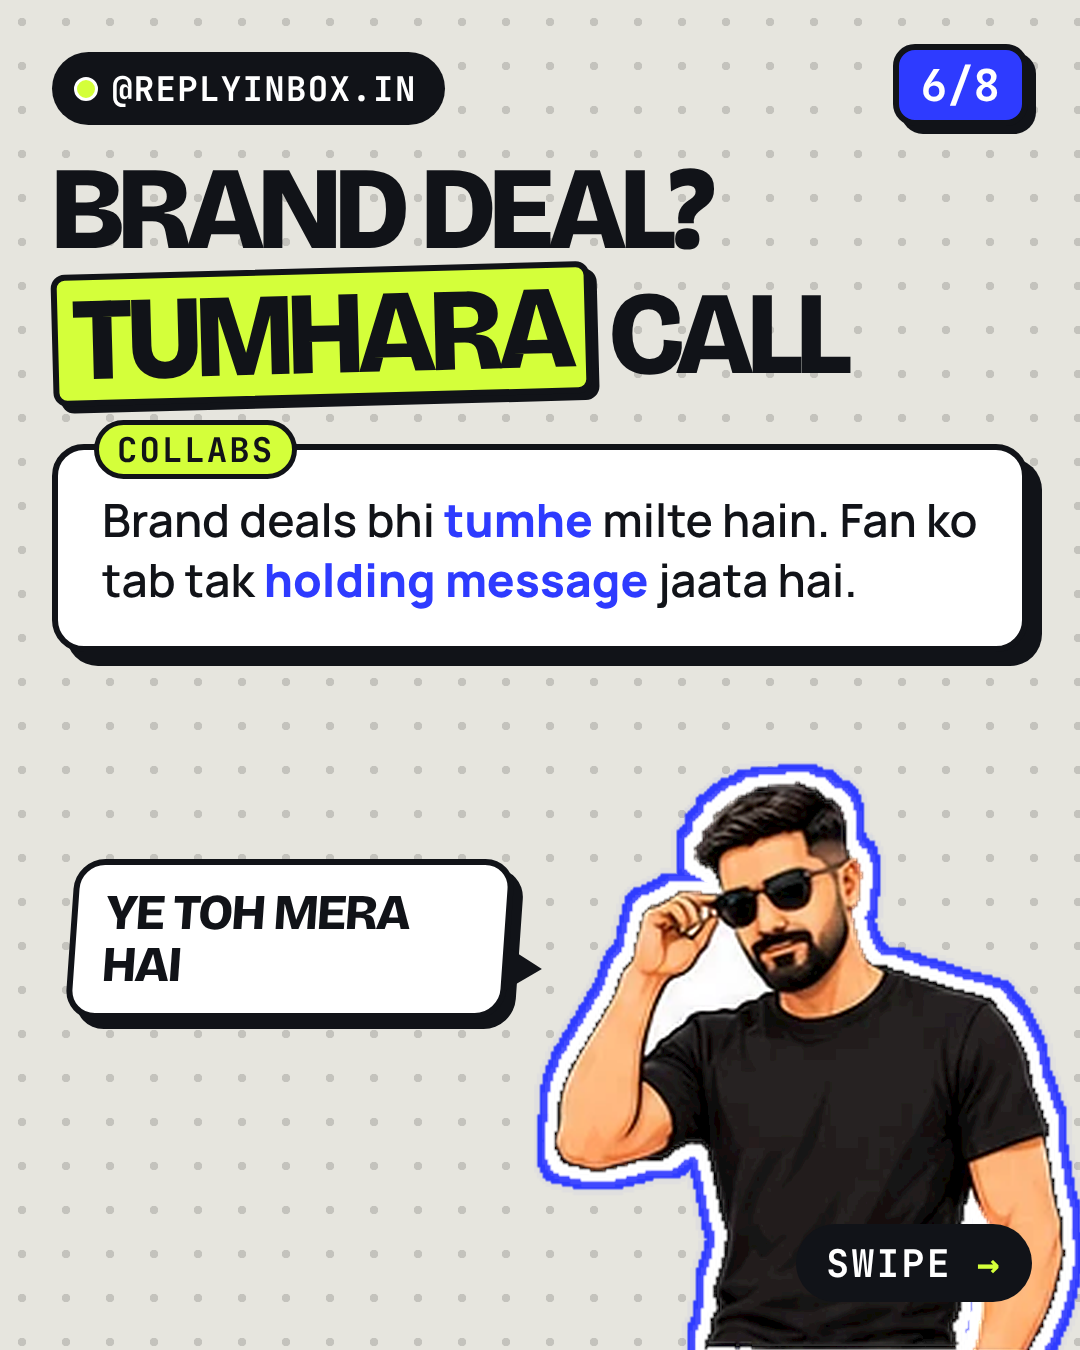 @REPLYINBOX.IN
6/8
BRAND DEAL?
TUMHARA CALL
COLLABS
Brand deals bhi tumhe milte hain. Fan ko
tab tak holding message jaata hai.
YE TOH MERA
HAI
SWIPE →